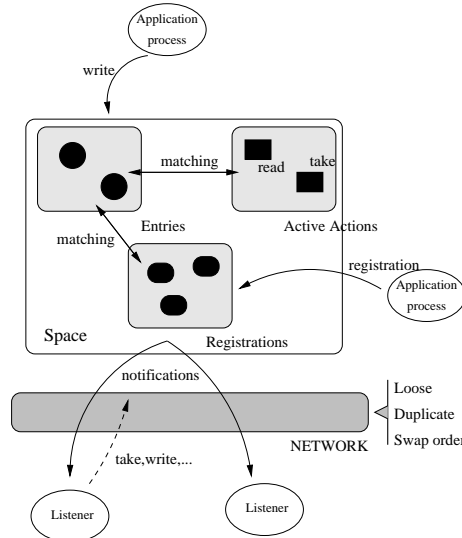 Application
process
write
matching
read
take
Entries
Active Actions
matching
registration
Application
process
Space
Registrations
notifications
Loose
Duplicate
NETWORK
Swap order
take,write,...
Listener
Listener